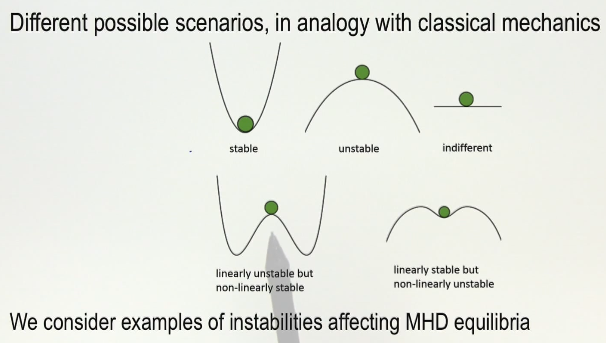 Different possible scenarios, in analogy with classical mechanics
stable
unstable
indifferent
linearly unstable but
non-linearly stable
linearly stable but
non-linearly unstable
We consider examples of instabilities affecting MHD equilibria